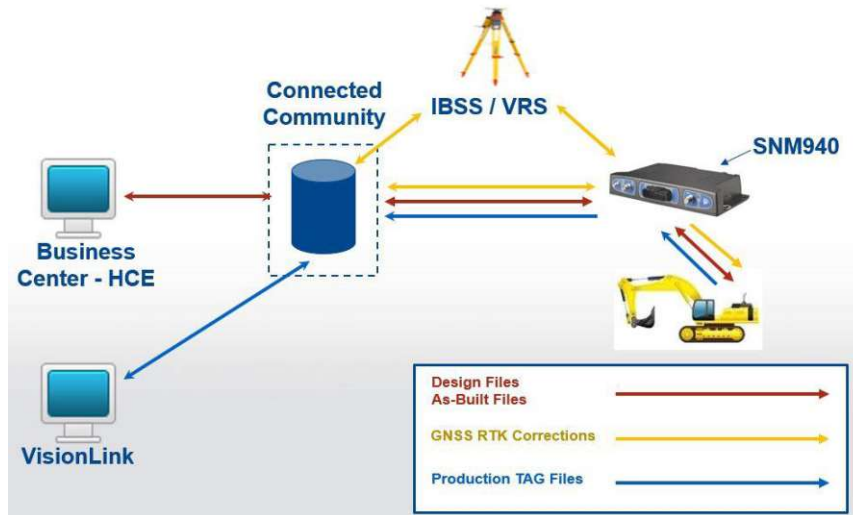 Connected
Community
IBSS / VRS
SNM940
Business
Center - HCE
VisionLink
Design Files
As-Built Files
GNSS RTK Corrections
Production TAG Files